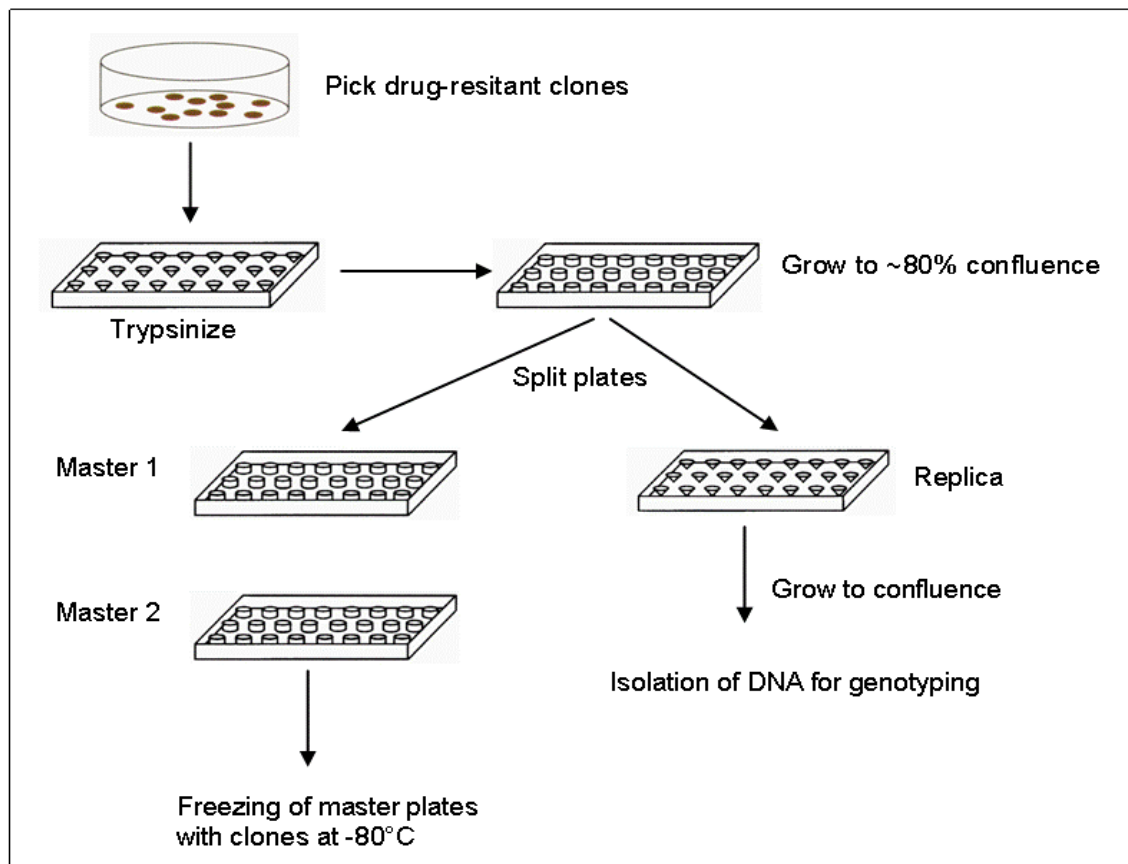 Pick drug-resitant clones
Trypsinize
Grow to ~80% confluence
Split plates
Master 1
Replica
Master 2
Grow to confluence
Isolation of DNA for genotyping
Freezing of master plates
with clones at -80°C